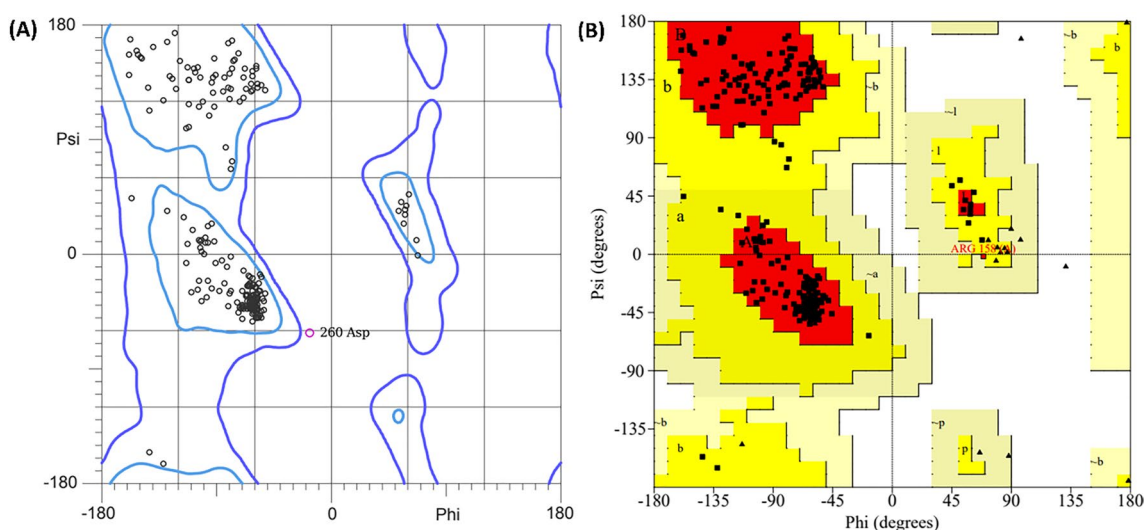 (A)
180
Psi
0
-180
260 Asp
-180
0
Phi
180
(B)
Psi (degrees)
180
135
90
45
0
-45
-90
-135
-180
B
~b
~b
b
b
~b
~l
l
a
A
ARG 158
~a
~b
b
~b
~p
p
~b
-180
-135
-90
-45
0
45
90
135
180
Phi (degrees)